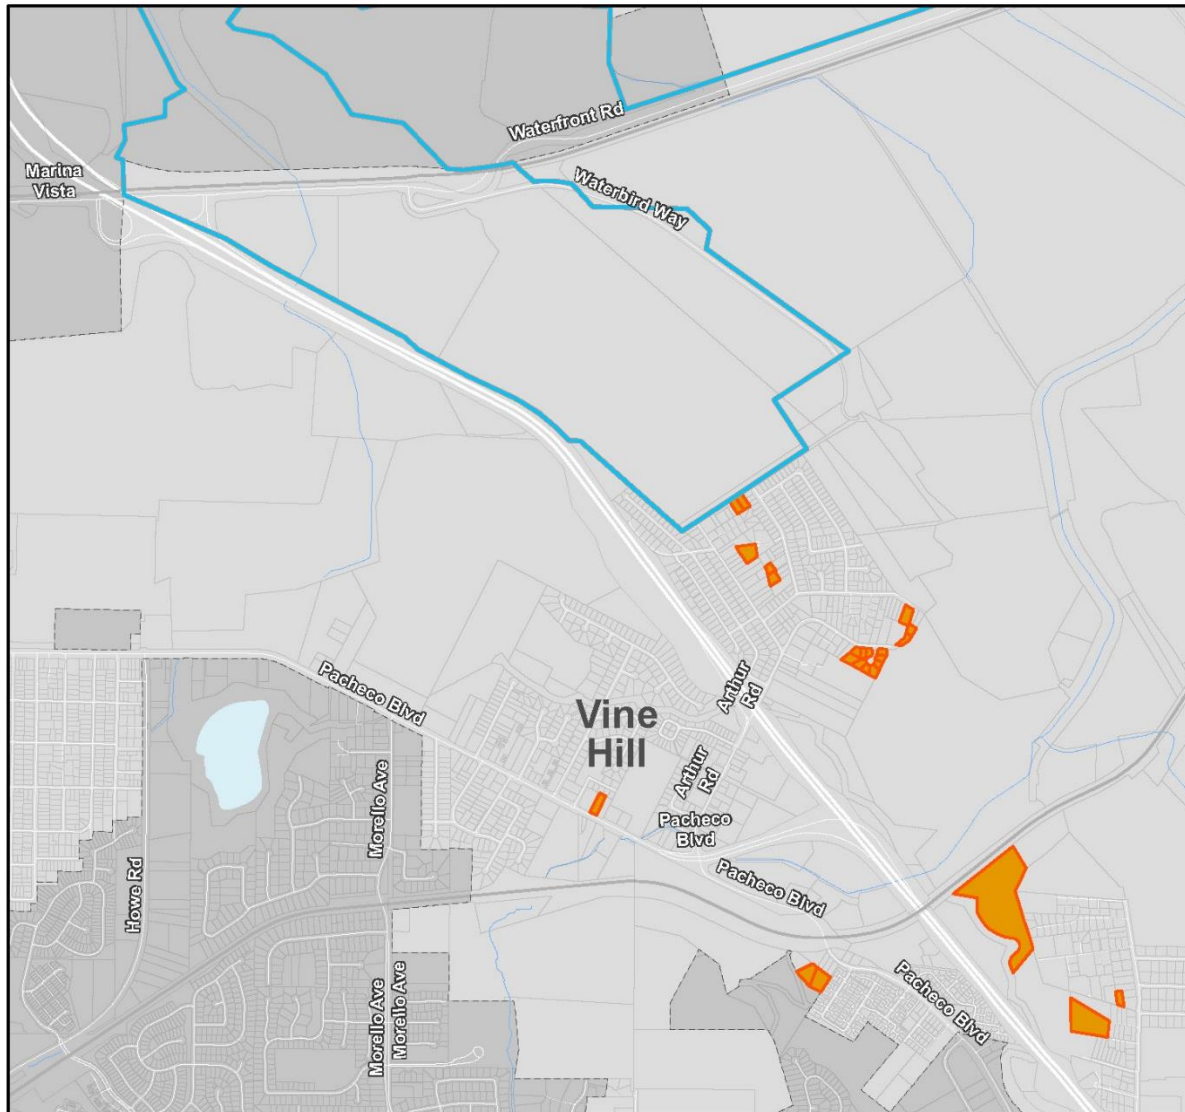 Waterfront Rd
Marina
Vista
Waterbird Way
Pacheco Blvd
Arthur
Rd
Vine
Hill
Arthur
Rd
Morello Ave
Pacheco
Blvd
Howe Rd
Pacheco Blvd
Morello Ave
Morello Ave
Pacheco Blvd